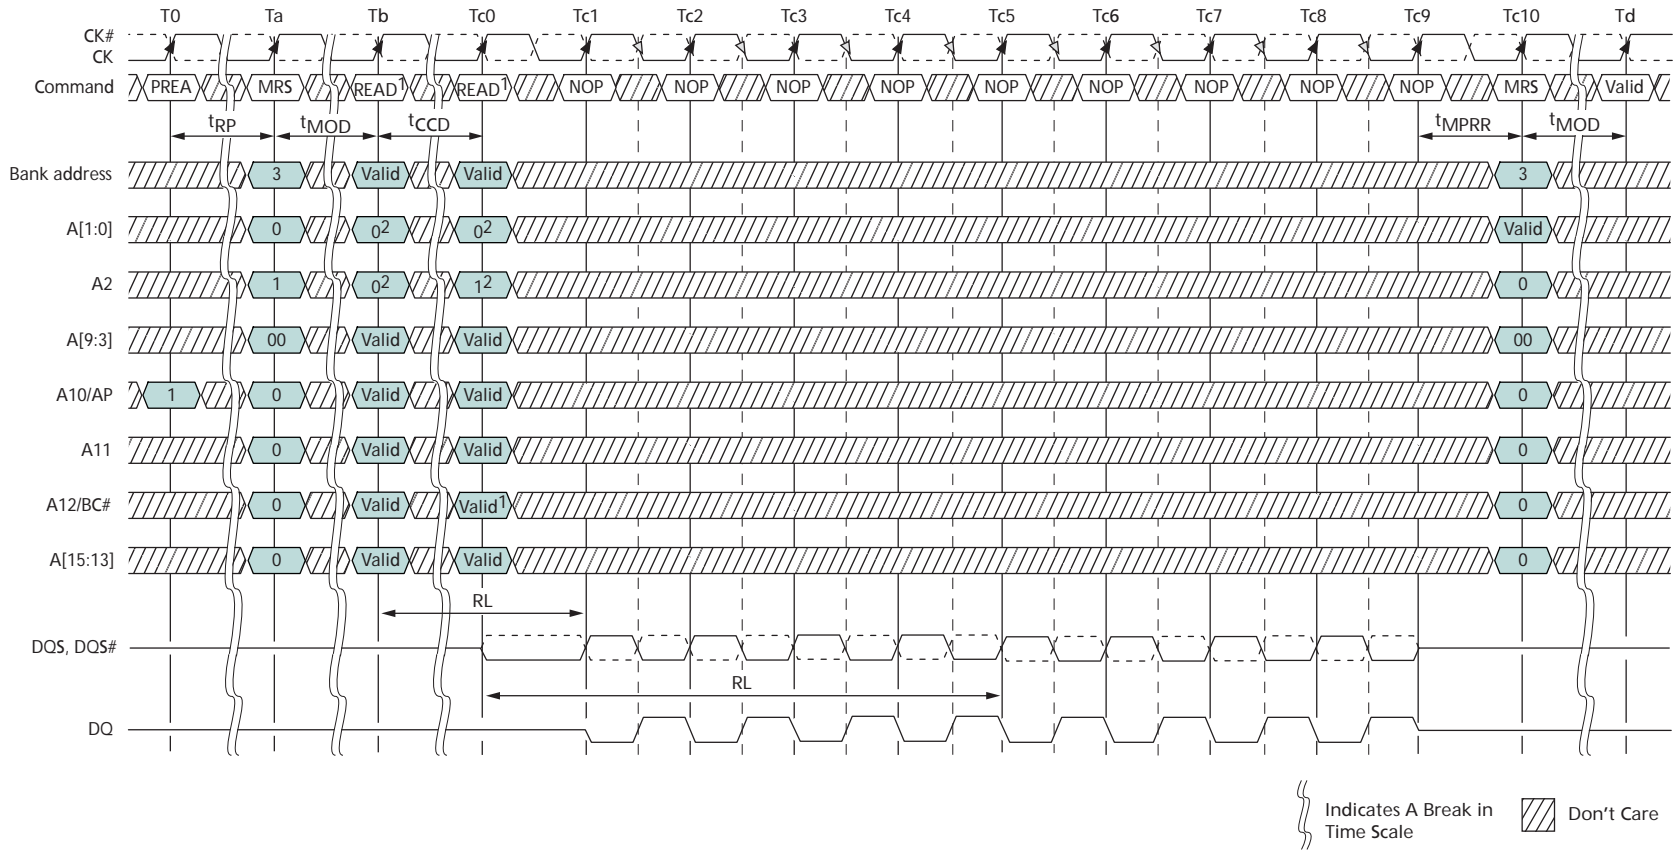 T0 Ta Tb Tc0 Tc1 Tc2 Tc3 Tc4 Tc5 Tc6 Tc7 Tc8 Tc9 Tc10 Td
CK#
CK
Command PREA MRS READ1 READ1 NOP NOP NOP NOP NOP NOP NOP NOP NOP MRS Valid
tRP tMOD tCCD tMPRR tMOD
Bank address 3 Valid Valid 3
A[1:0] 0 02 02 Valid
A2 1 02 12 0
A[9:3] 00 Valid Valid 00
A10/AP 1 0 Valid Valid 0
A11 0 Valid Valid 0
A12/BC# 0 Valid Valid1 0
A[15:13] 0 Valid Valid 0
RL
DQS, DQS#
RL
DQ
Indicates A Break in
Time Scale
Don't Care